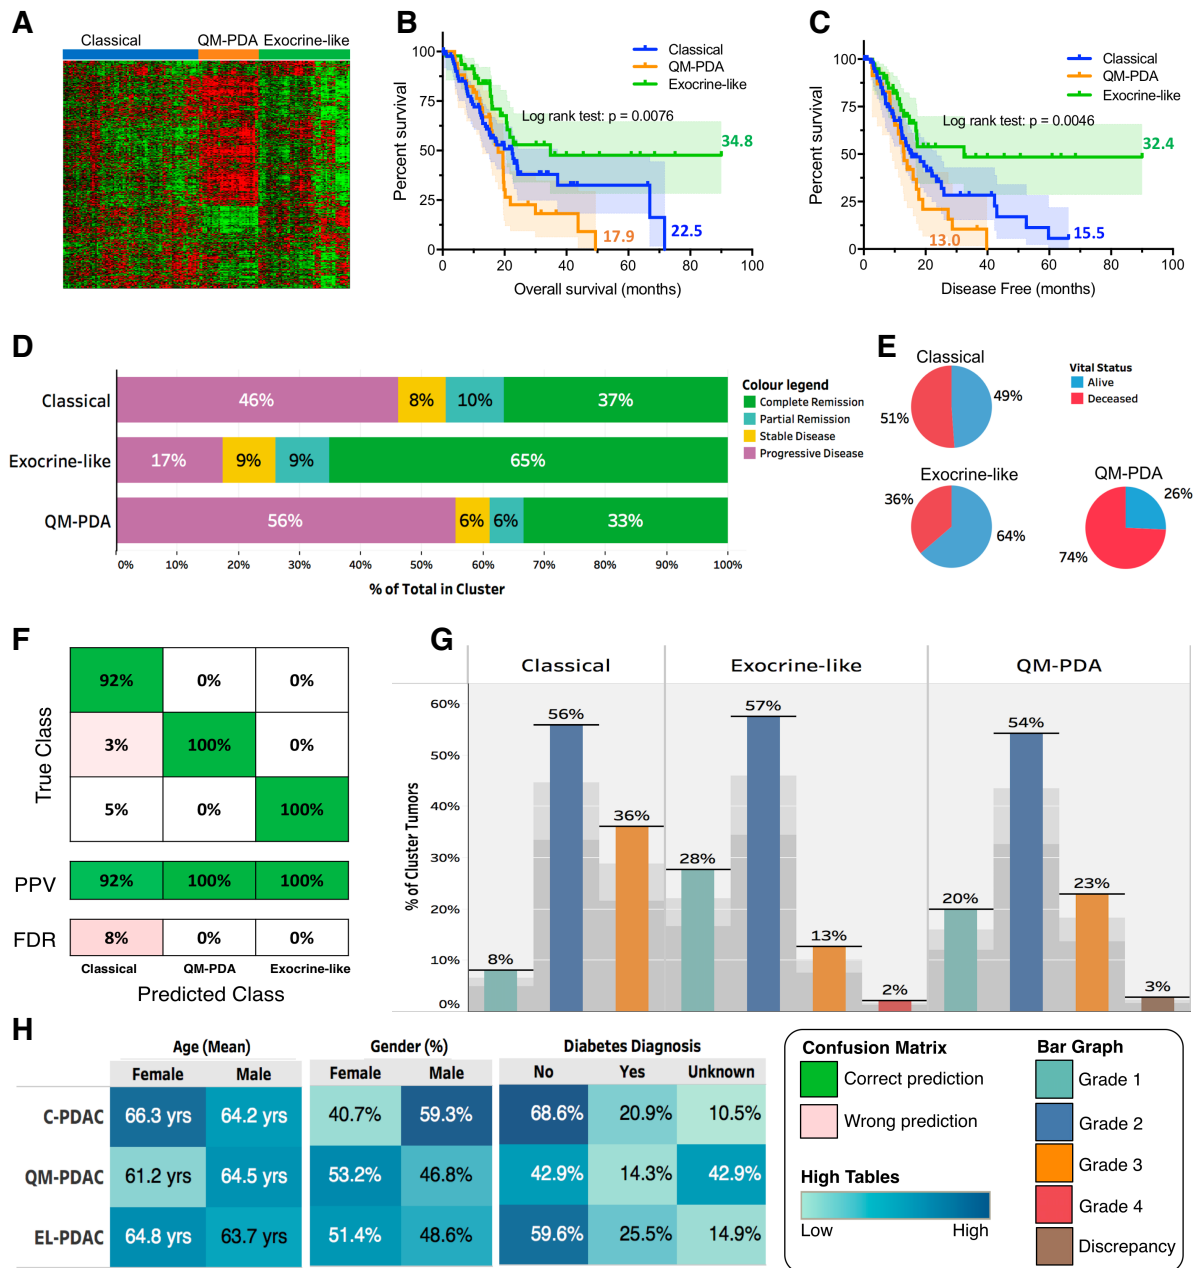 A
Classical QM-PDA Exocrine-like
B
Classical
QM-PDA
Exocrine-like
Log rank test: p = 0.0076
34.8
22.5
17.9
Percent survival
100
75
50
25
0
0 20 40 60 80 100
Overall survival (months)
C
Classical
QM-PDA
Exocrine-like
Log rank test: p = 0.0046
32.4
15.5
13.0
Percent survival
100
75
50
25
0
0 20 40 60 80 100
Disease Free (months)
D
Classical 46% 8% 10% 37%
Exocrine-like 17% 9% 9% 65%
QM-PDA 56% 6% 6% 33%
0% 10% 20% 30% 40% 50% 60% 70% 80% 90% 100%
% of Total in Cluster
Colour legend
Complete Remission
Partial Remission
Stable Disease
Progressive Disease
E
Classical
51% 49%
Vital Status
Alive
Deceased
Exocrine-like
36%
64%
QM-PDA
26%
74%
F
True Class
92% 0% 0%
3% 100% 0%
5% 0% 100%
PPV 92% 100% 100%
FDR 8% 0% 0%
Classical QM-PDA Exocrine-like
Predicted Class
G
Classical Exocrine-like QM-PDA
% of Cluster Tumors
60%
50%
40%
30%
20%
10%
0%
8% 56% 36%
28% 57% 13% 2%
20% 54% 23% 3%
H
Age (Mean) Gender (%) Diabetes Diagnosis
Female Male Female Male No Yes Unknown
C-PDAC 66.3 yrs 64.2 yrs 40.7% 59.3% 68.6% 20.9% 10.5%
QM-PDAC 61.2 yrs 64.5 yrs 53.2% 46.8% 42.9% 14.3% 42.9%
EL-PDAC 64.8 yrs 63.7 yrs 51.4% 48.6% 59.6% 25.5% 14.9%
Confusion Matrix
Correct prediction
Wrong prediction
High Tables
Low High
Bar Graph
Grade 1
Grade 2
Grade 3
Grade 4
Discrepancy